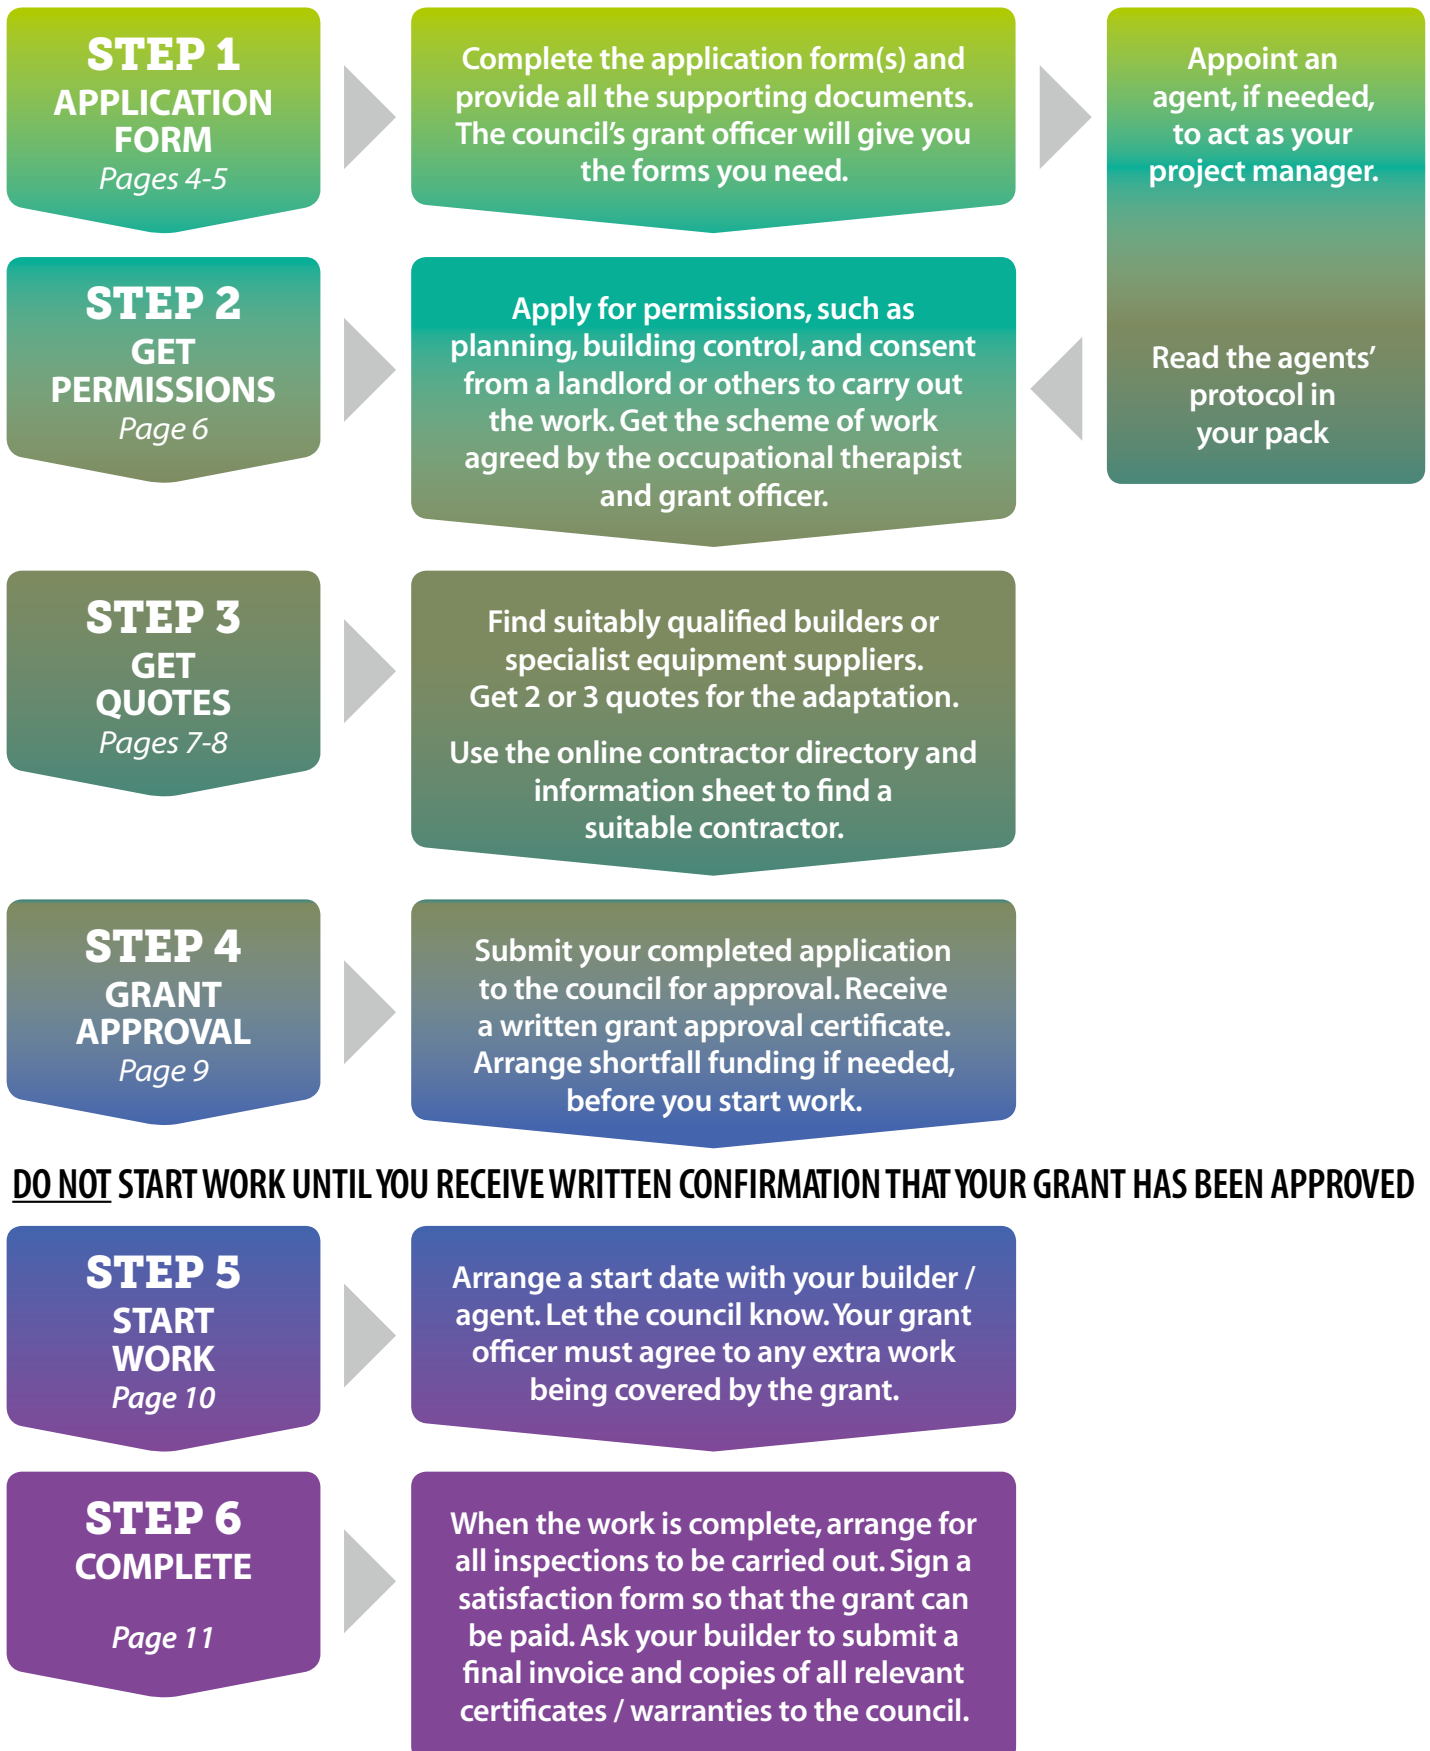 STEP 1
APPLICATION
FORM
Pages 4-5
Complete the application form(s) and
provide all the supporting documents.
The council’s grant officer will give you
the forms you need.
Appoint an
agent, if needed,
to act as your
project manager.
Read the agents’
protocol in
your pack
STEP 2
GET
PERMISSIONS
Page 6
Apply for permissions, such as
planning, building control, and consent
from a landlord or others to carry out
the work. Get the scheme of work
agreed by the occupational therapist
and grant officer.
STEP 3
GET
QUOTES
Pages 7-8
Find suitably qualified builders or
specialist equipment suppliers.
Get 2 or 3 quotes for the adaptation.
Use the online contractor directory and
information sheet to find a
suitable contractor.
STEP 4
GRANT
APPROVAL
Page 9
Submit your completed application
to the council for approval. Receive
a written grant approval certificate.
Arrange shortfall funding if needed,
before you start work.
DO NOT START WORK UNTIL YOU RECEIVE WRITTEN CONFIRMATION THAT YOUR GRANT HAS BEEN APPROVED
STEP 5
START
WORK
Page 10
Arrange a start date with your builder /
agent. Let the council know. Your grant
officer must agree to any extra work
being covered by the grant.
STEP 6
COMPLETE
Page 11
When the work is complete, arrange for
all inspections to be carried out. Sign a
satisfaction form so that the grant can
be paid. Ask your builder to submit a
final invoice and copies of all relevant
certificates / warranties to the council.